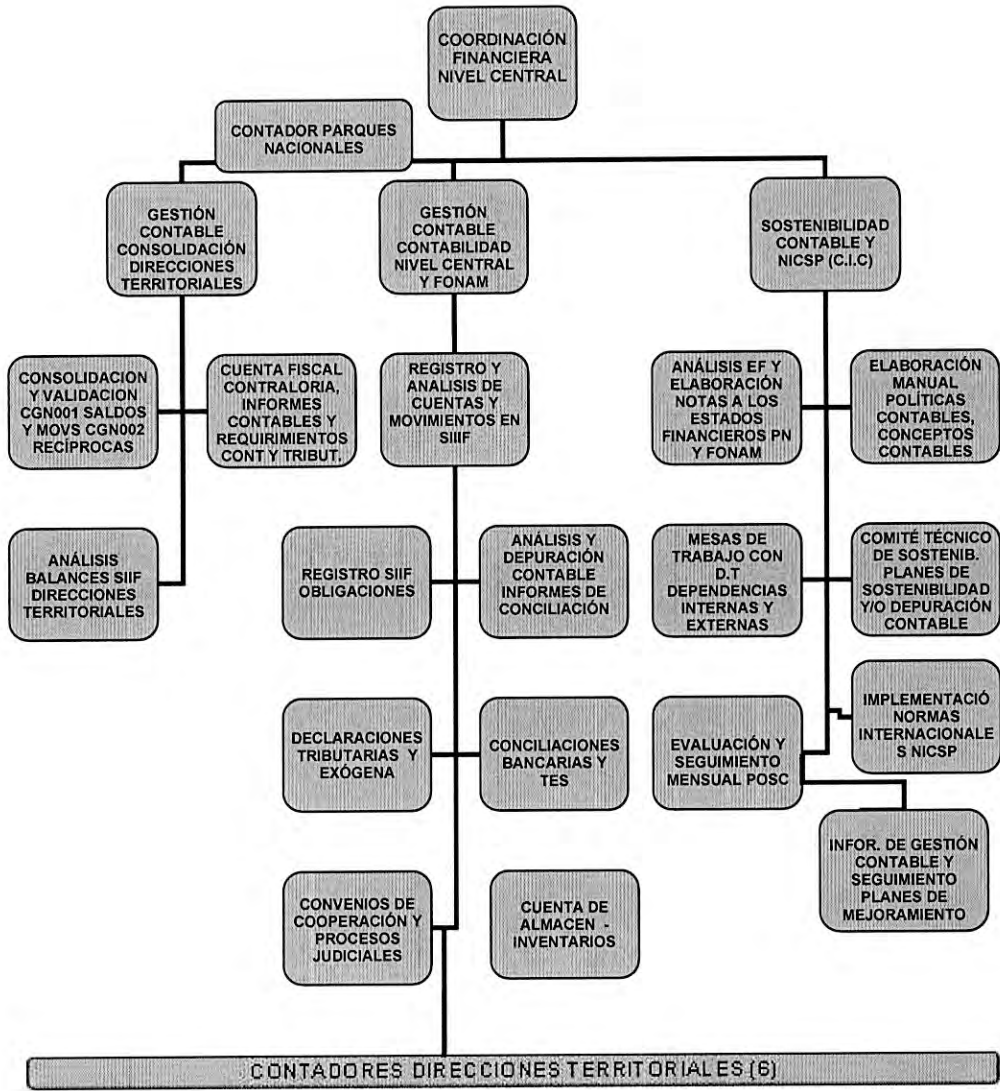 COORDINACIÓN
FINANCIERA
NIVEL CENTRAL
CONTADOR PARQUES
NACIONALES
GESTIÓN
CONTABLE
CONSOLIDACIÓN
DIRECCIONES
TERRITORIALES
GESTIÓN
CONTABLE
CONTABILIDAD
NIVEL CENTRAL
Y FONAM
SOSTENIBILIDAD
CONTABLE Y
NICSP (C.I.C)
CONSOLIDACION
Y VALIDACION
CGN001 SALDOS
Y MOVS CGN002
RECÍPROCAS
CUENTA FISCAL
CONTRALORIA,
INFORMES
CONTABLES Y
REQUIRIMIENTOS
CONT Y TRIBUT,
REGISTRO Y
ANALISIS DE
CUENTAS Y
MOVIMIENTOS EN
SIIIF
ANÁLISIS EF Y
ELABORACIÓN
NOTAS A LOS
ESTADOS
FINANCIEROS PN
Y FONAM
ELABORACIÓN
MANUAL
POLÍTICAS
CONTABLES,
CONCEPTOS
CONTABLES
ANÁLISIS
BALANCES SIIF
DIRECCIONES
TERRITORIALES
REGISTRO SIIF
OBLIGACIONES
ANÁLISIS Y
DEPURACIÓN
CONTABLE
INFORMES DE
CONCILIACIÓN
MESAS DE
TRABAJO CON
D.T
DEPENDENCIAS
INTERNAS Y
EXTERNAS
COMITÉ TÉCNICO
DE SOSTENIB.
PLANES DE
SOSTENIBILIDAD
Y/O DEPURACIÓN
CONTABLE
DECLARACIONES
TRIBUTARIAS Y
EXÓGENA
CONCILIACIONES
BANCARIAS Y
TES
EVALUACIÓN Y
SEGUIMIENTO
MENSUAL POSC
IMPLEMENTACIÓ
NORMAS
INTERNACIONALE
S NICSP
INFOR. DE GESTIÓN
CONTABLE Y
SEGUIMIENTO
PLANES DE
MEJORAMIENTO
CONVENIOS DE
COOPERACIÓN Y
PROCESOS
JUDICIALES
CUENTA DE
ALMACEN -
INVENTARIOS
CONTADORES DIRECCIONES TERRITORIALES (6)